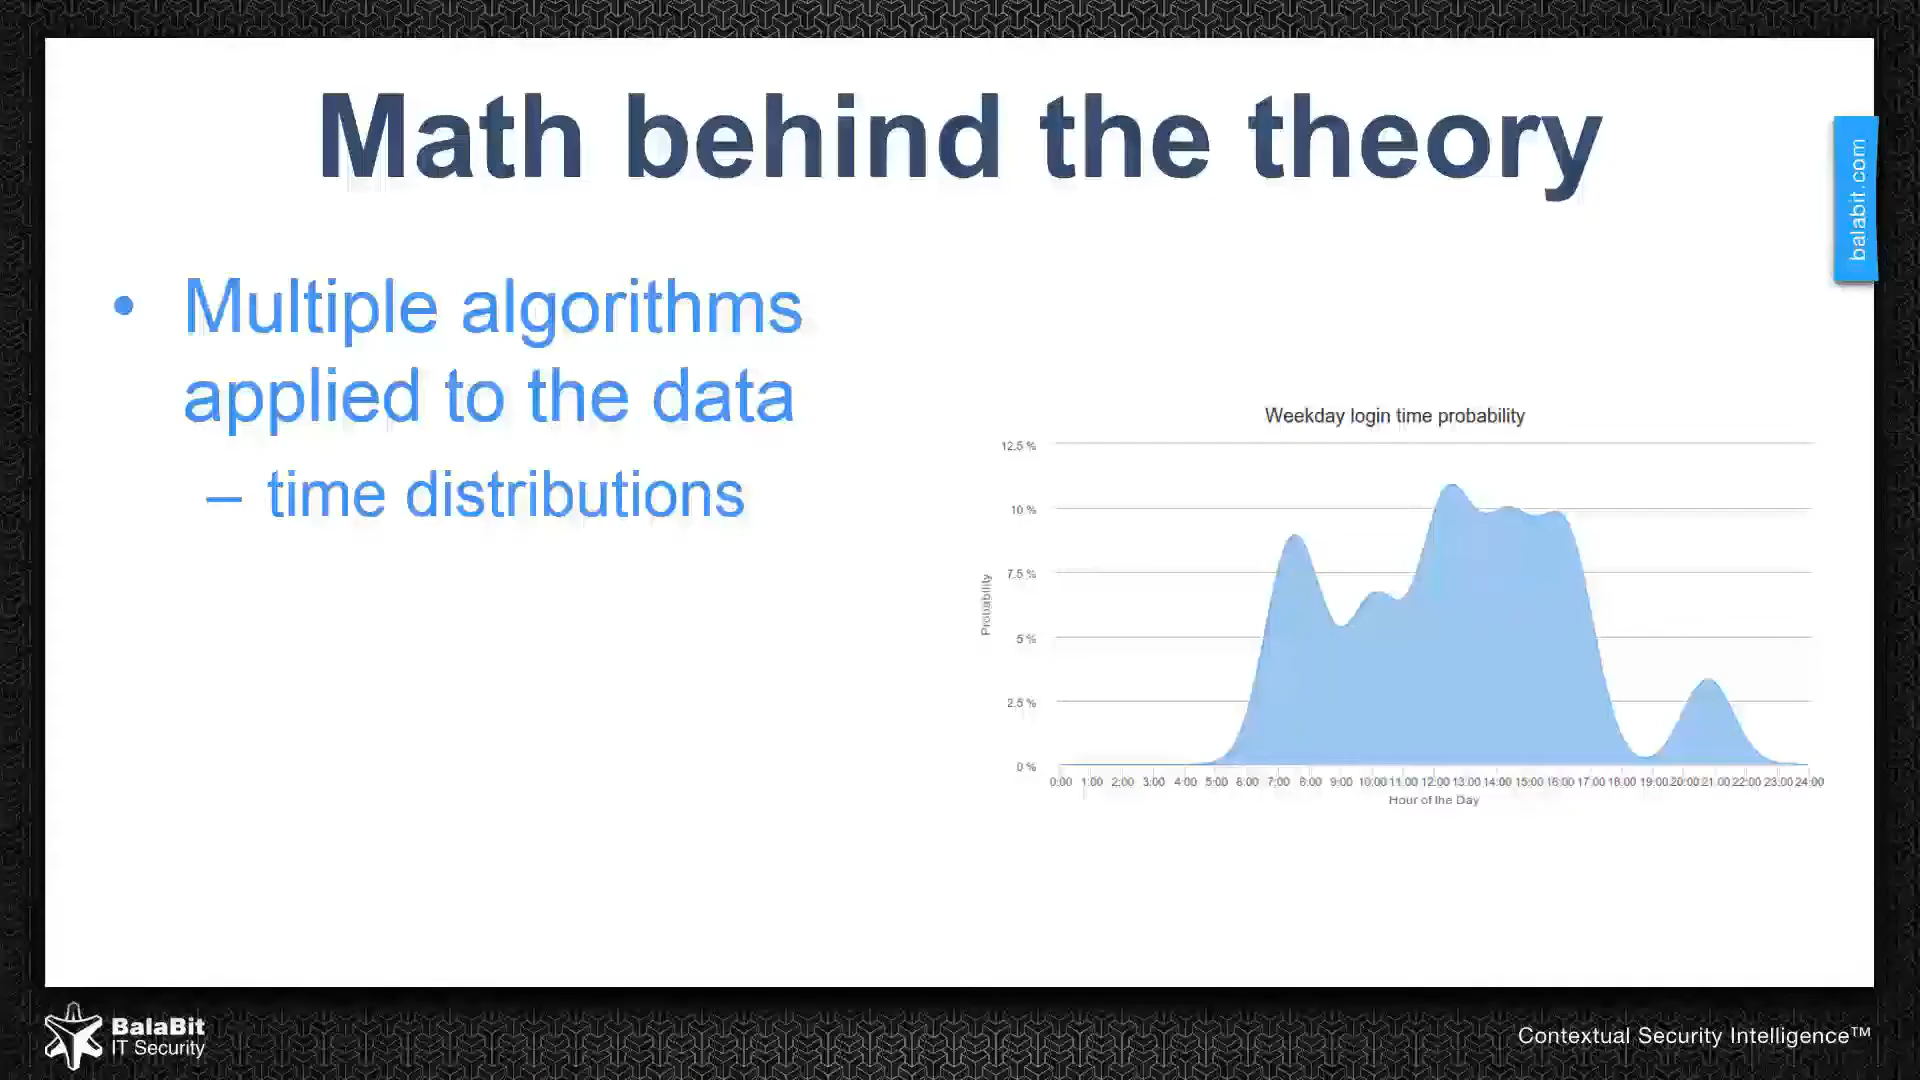 Math behind the theory
balabit.com
• Multiple algorithms
applied to the data
– time distributions
Weekday login time probability
12.5 %
10 %
7.5 %
5 %
2.5 %
0 %
Probability
0:00 1:00 2:00 3:00 4:00 5:00 6:00 7:00 8:00 9:00 10:00 11:00 12:00 13:00 14:00 15:00 16:00 17:00 18:00 19:00 20:00 21:00 22:00 23:00 24:00
Hour of the Day
BalaBit
IT Security
Contextual Security Intelligence™